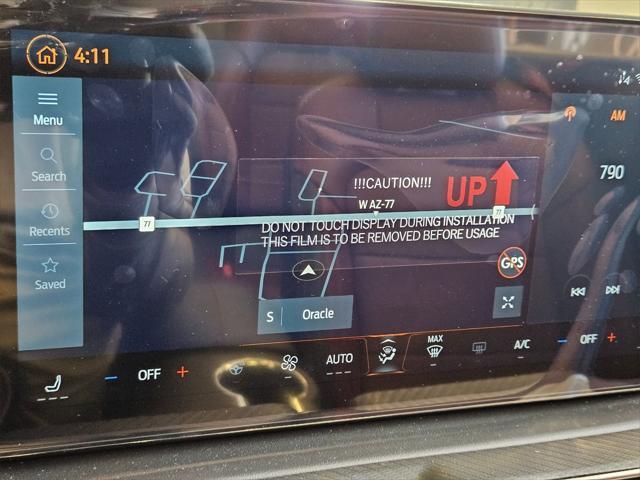 4:11
Menu
Search
Recents
Saved
AM
790
!!!CAUTION!!!
UP
W AZ-77
77
77
DO NOT TOUCH DISPLAY DURING INSTALLATION
THIS FILM IS TO BE REMOVED BEFORE USAGE
GPS
S | Oracle
OFF
AUTO
MAX
A/C
OFF